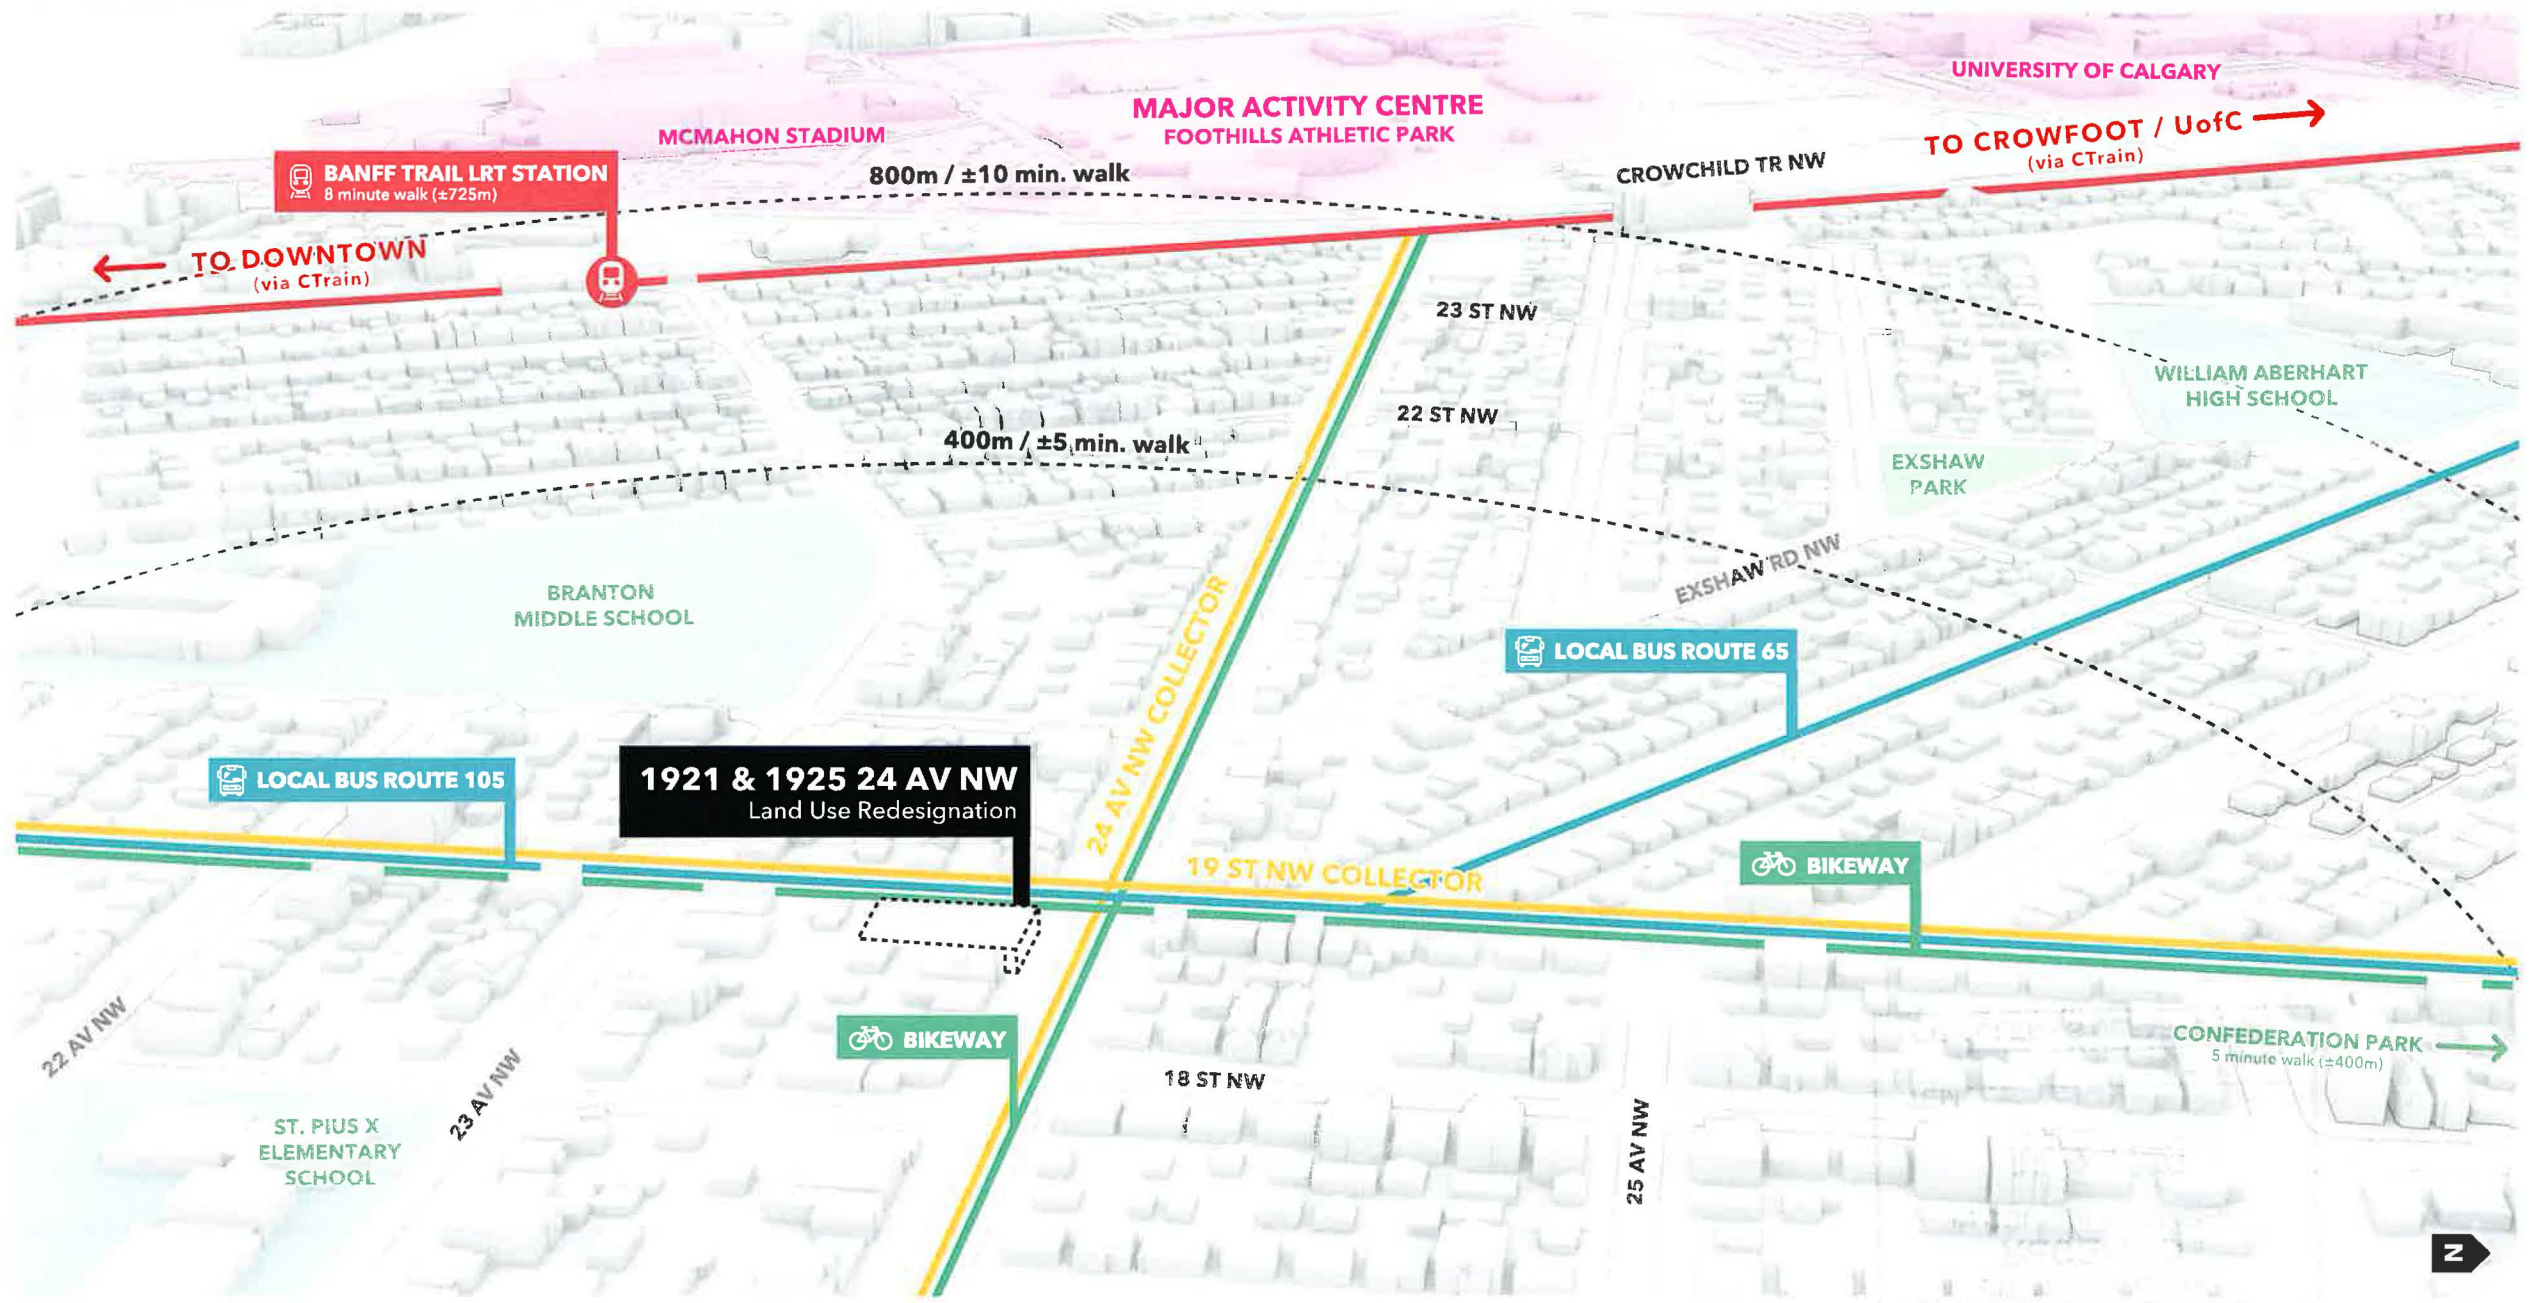 UNIVERSITY OF CALGARY
MAJOR ACTIVITY CENTRE
FOOTHILLS ATHLETIC PARK
MCMAHON STADIUM
TO CROWFOOT / UofC
(via CTrain)
CROWCHILD TR NW
BANFF TRAIL LRT STATION
8 minute walk (±725m)
800m / ±10 min. walk
TO DOWNTOWN
(via CTrain)
23 ST NW
WILLIAM ABERHART
HIGH SCHOOL
22 ST NW
400m / ±5 min. walk
EXSHAW
PARK
EXSHAW RD NW
BRANTON
MIDDLE SCHOOL
24 AV NW COLLECTOR
LOCAL BUS ROUTE 65
LOCAL BUS ROUTE 105
1921 & 1925 24 AV NW
Land Use Redesignation
19 ST NW COLLECTOR
BIKEWAY
22 AV NW
BIKEWAY
CONFEDERATION PARK
5 minute walk (±400m)
23 AV NW
18 ST NW
25 AV NW
ST. PIUS X
ELEMENTARY
SCHOOL
N